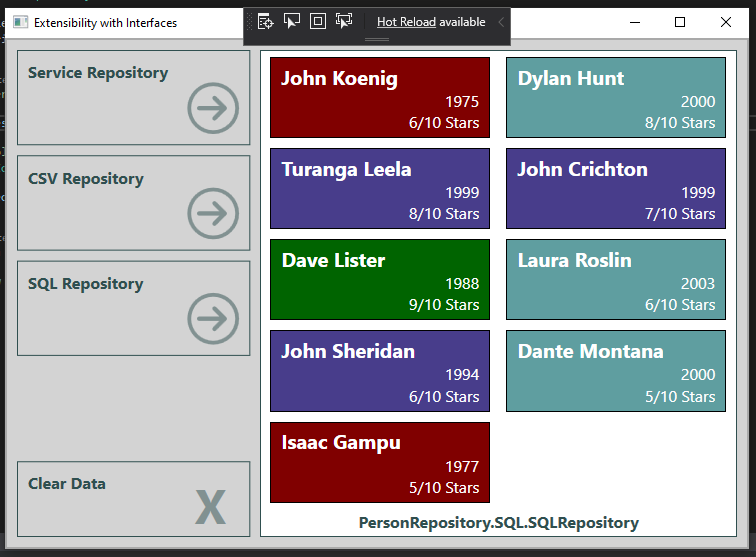 Extensibility with Interfaces
Hot Reload available
Service Repository
CSV Repository
SQL Repository
Clear Data
X
John Koenig
1975
6/10 Stars
Dylan Hunt
2000
8/10 Stars
Turanga Leela
1999
8/10 Stars
John Crichton
1999
7/10 Stars
Dave Lister
1988
9/10 Stars
Laura Roslin
2003
6/10 Stars
John Sheridan
1994
6/10 Stars
Dante Montana
2000
5/10 Stars
Isaac Gampu
1977
5/10 Stars
PersonRepository.SQL.SQLRepository